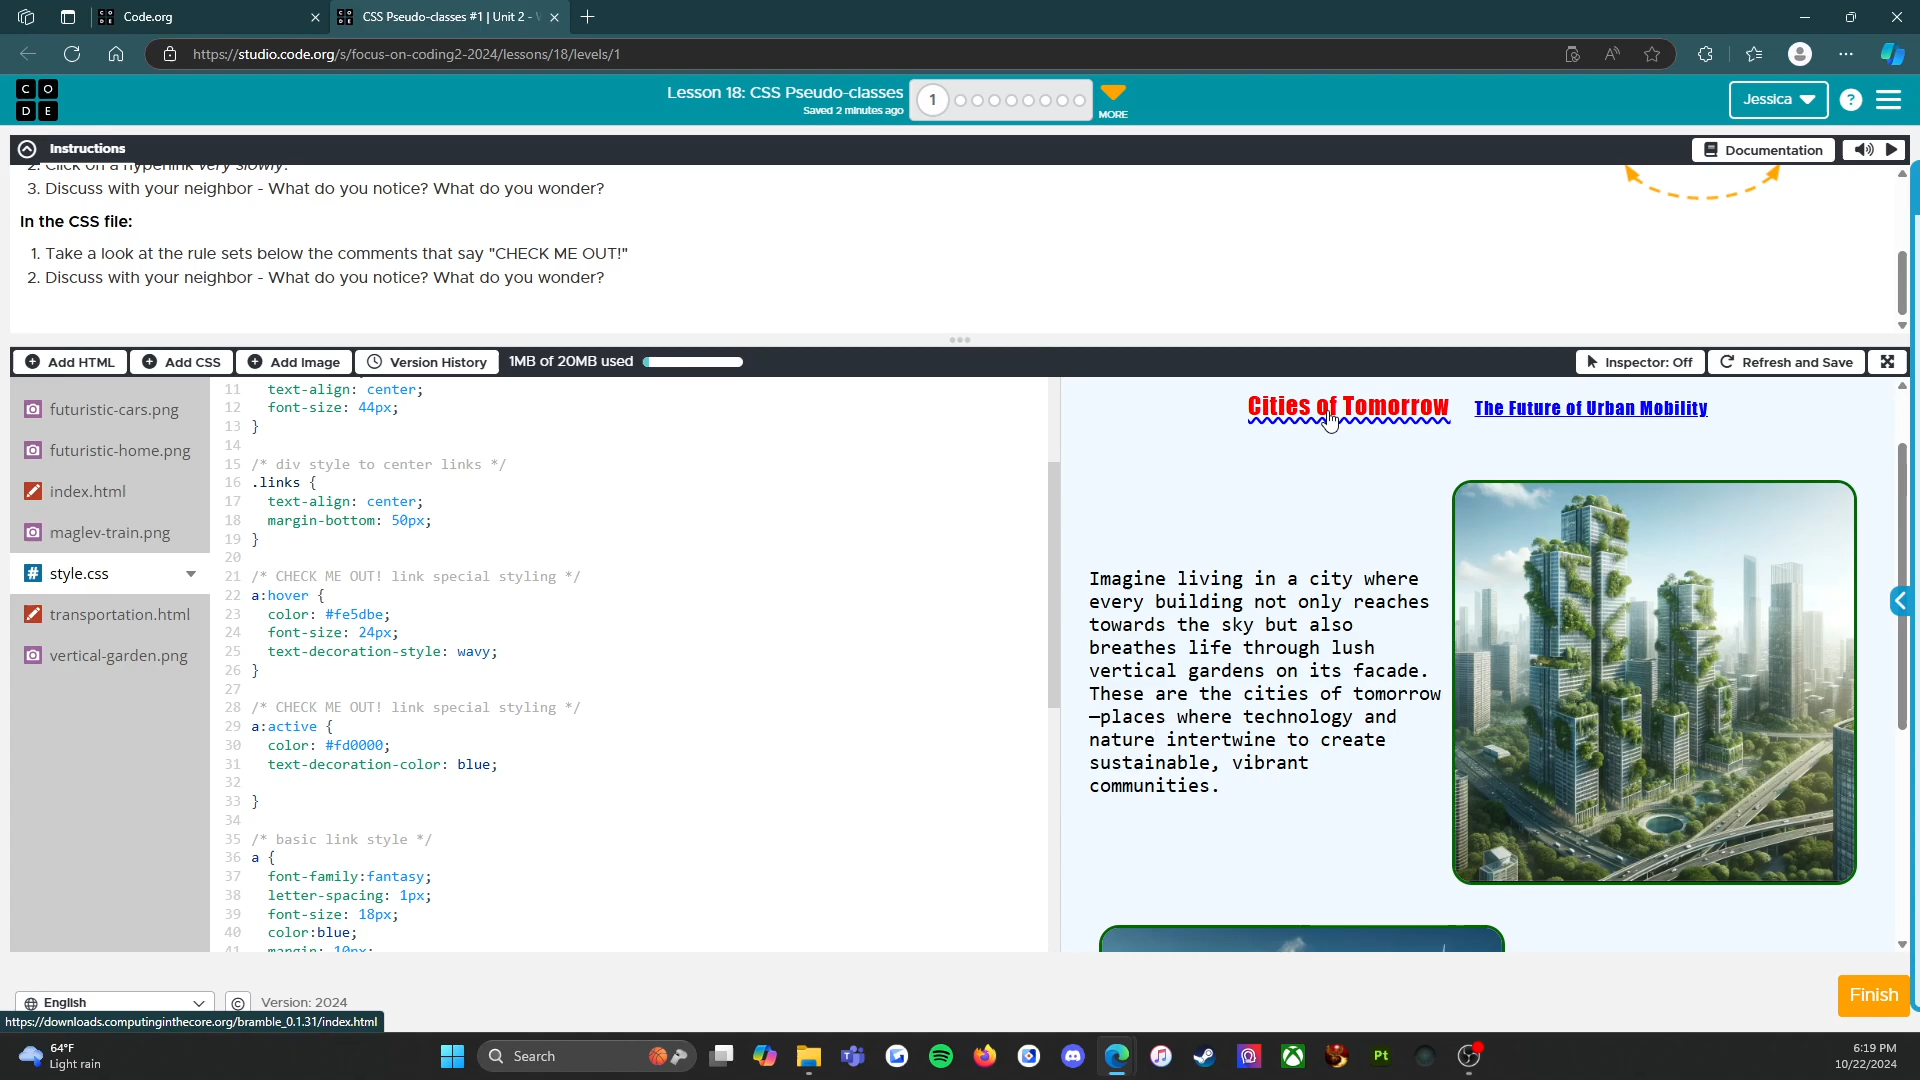 Code.org
CSS Pseudo-classes #1 | Unit 2 -
https://studio.code.org/s/focus-on-coding2-2024/lessons/18/levels/1
C O
D E
Lesson 18: CSS Pseudo-classes
Saved 2 minutes ago
1
MORE
Jessica
?
Instructions
Documentation
2. Click on a hyperlink very slowly.
3. Discuss with your neighbor - What do you notice? What do you wonder?
In the CSS file:
1. Take a look at the rule sets below the comments that say "CHECK ME OUT!"
2. Discuss with your neighbor - What do you notice? What do you wonder?
Add HTML
Add CSS
Add Image
Version History
1MB of 20MB used
Inspector: Off
Refresh and Save
futuristic-cars.png
futuristic-home.png
index.html
maglev-train.png
# style.css
transportation.html
vertical-garden.png
11 text-align: center;
12 font-size: 44px;
13 }
14
15 /* div style to center links */
16 .links {
17 text-align: center;
18 margin-bottom: 50px;
19 }
20
21 /* CHECK ME OUT! link special styling */
22 a:hover {
23 color: #fe5dbe;
24 font-size: 24px;
25 text-decoration-style: wavy;
26 }
27
28 /* CHECK ME OUT! link special styling */
29 a:active {
30 color: #fd0000;
31 text-decoration-color: blue;
32
33 }
34
35 /* basic link style */
36 a {
37 font-family:fantasy;
38 letter-spacing: 1px;
39 font-size: 18px;
40 color:blue;
41 margin: 10px;
Cities of Tomorrow
The Future of Urban Mobility
Imagine living in a city where
every building not only reaches
towards the sky but also
breathes life through lush
vertical gardens on its facade.
These are the cities of tomorrow
—places where technology and
nature intertwine to create
sustainable, vibrant
communities.
Finish
English
©
Version: 2024
https://downloads.computinginthecore.org/bramble_0.1.31/index.html
64°F
Light rain
Search
Pt
6:19 PM
10/22/2024